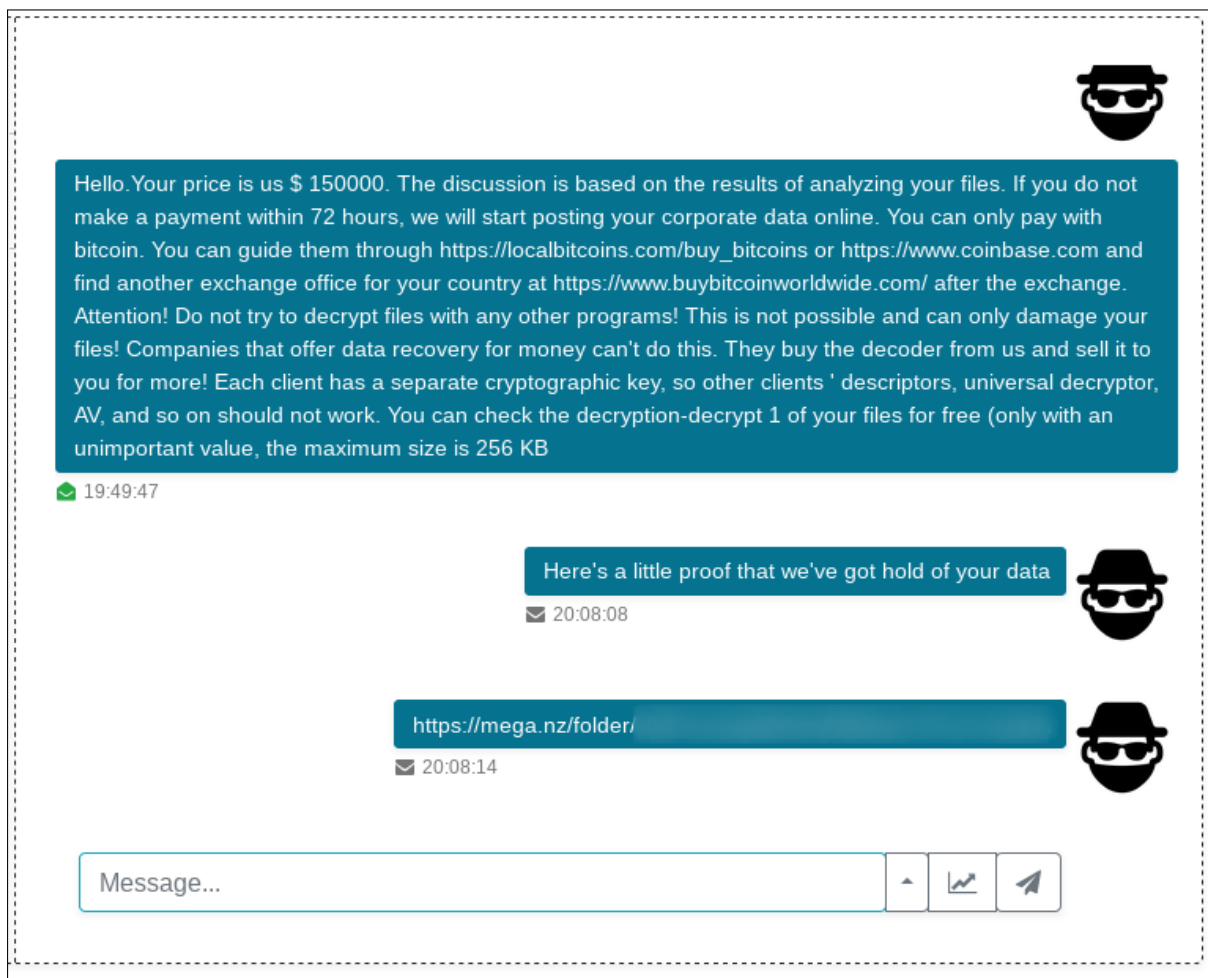 Hello.Your price is us $ 150000. The discussion is based on the results of analyzing your files. If you do not
make a payment within 72 hours, we will start posting your corporate data online. You can only pay with
bitcoin. You can guide them through https://localbitcoins.com/buy_bitcoins or https://www.coinbase.com and
find another exchange office for your country at https://www.buybitcoinworldwide.com/ after the exchange.
Attention! Do not try to decrypt files with any other programs! This is not possible and can only damage your
files! Companies that offer data recovery for money can't do this. They buy the decoder from us and sell it to
you for more! Each client has a separate cryptographic key, so other clients ' descriptors, universal decryptor,
AV, and so on should not work. You can check the decryption-decrypt 1 of your files for free (only with an
unimportant value, the maximum size is 256 KB
19:49:47
Here's a little proof that we've got hold of your data
20:08:08
https://mega.nz/folder/
20:08:14
Message...